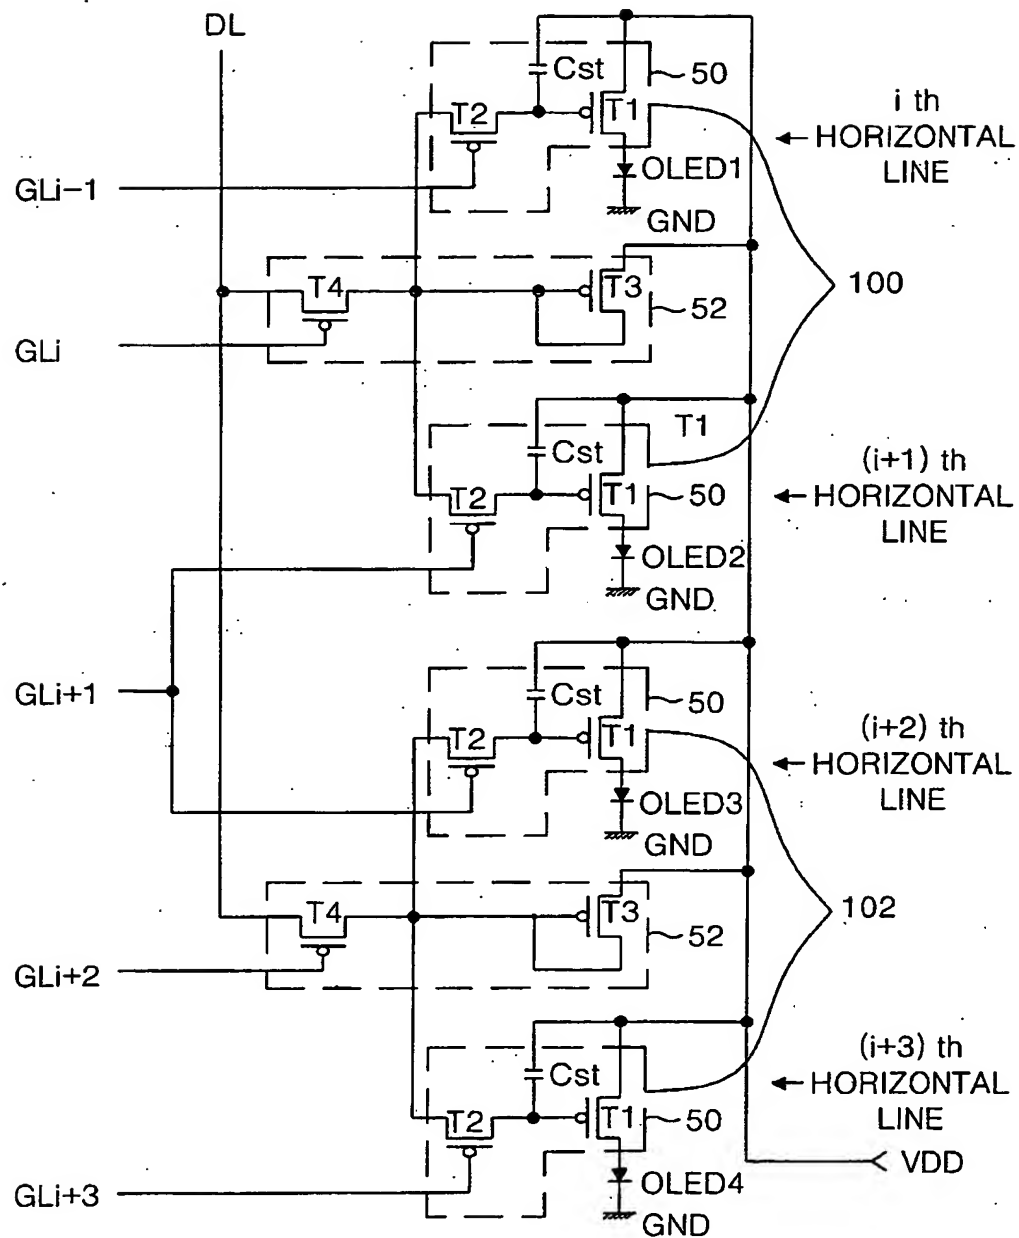 DL
Cst
50
T2
T1
i th
HORIZONTAL
LINE
OLED1
GLi-1
GND
T4
T3
100
52
GLi
T1
Cst
(i+1) th
T2
T1
50
HORIZONTAL
LINE
OLED2
GND
GLi+1
Cst
50
T2
T1
(i+2) th
HORIZONTAL
LINE
OLED3
GND
T4
T3
102
52
GLi+2
Cst
(i+3) th
HORIZONTAL
LINE
T2
T1
50
VDD
OLED4
GLi+3
GND